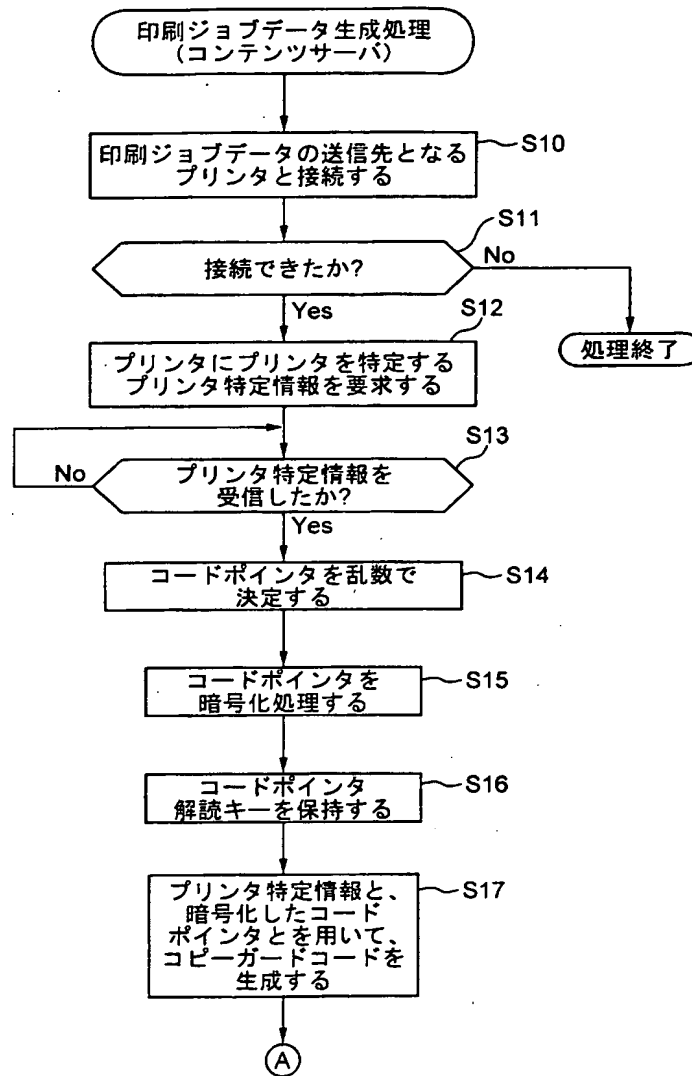 印刷ジョブデータ生成処理
(コンテンツサーバ)
印刷ジョブデータの送信先となる
プリンタと接続する
S10
接続できたか?
S11
No
Yes
処理終了
プリンタにプリンタを特定する
プリンタ特定情報を要求する
S12
プリンタ特定情報を
受信したか?
S13
No
Yes
コードポインタを乱数で
決定する
S14
コードポインタを
暗号化処理する
S15
コードポインタ
解読キーを保持する
S16
プリンタ特定情報と、
暗号化したコード
ポインタとを用いて、
コピーガードコードを
生成する
S17
A